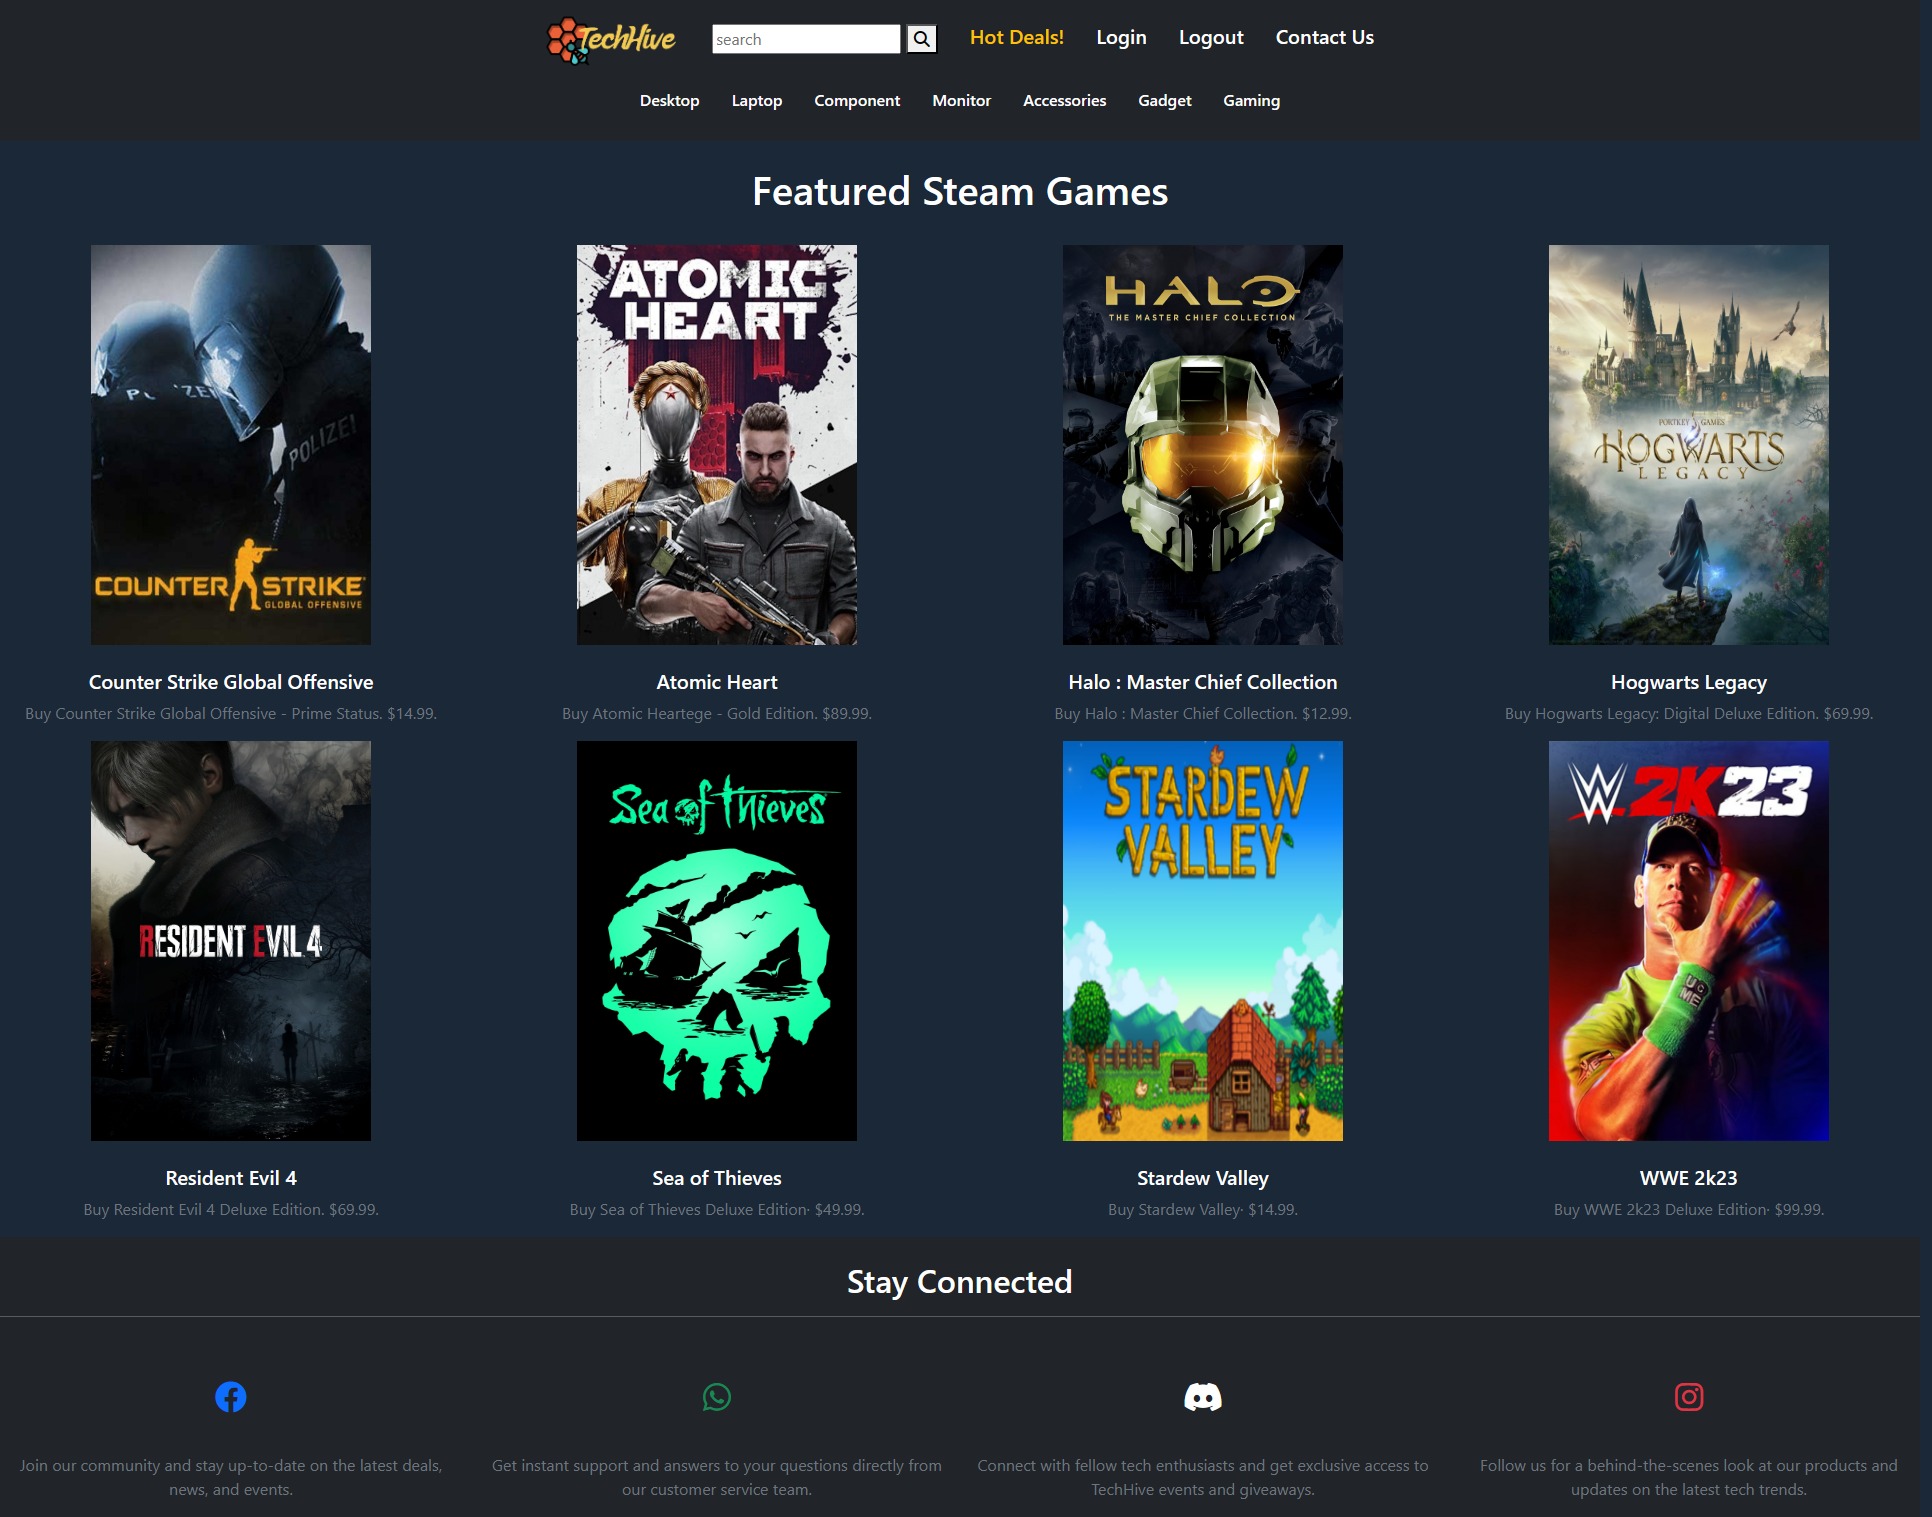 TechHive
search
Hot Deals!
Login
Logout
Contact Us
Desktop
Laptop
Component
Monitor
Accessories
Gadget
Gaming
Featured Steam Games
POLIZEI
COUNTER STRIKE
GLOBAL OFFENSIVE
ATOMIC
HEART
HALO
THE MASTER CHIEF COLLECTION
PORTKEY GAMES
HOGWARTS
LEGACY
Counter Strike Global Offensive
Atomic Heart
Halo : Master Chief Collection
Hogwarts Legacy
Buy Counter Strike Global Offensive - Prime Status. $14.99.
Buy Atomic Heartege - Gold Edition. $89.99.
Buy Halo : Master Chief Collection. $12.99.
Buy Hogwarts Legacy: Digital Deluxe Edition. $69.99.
RESIDENT EVIL 4
Sea of Thieves
STARDEW
VALLEY
W 2K23
U C
ME
Resident Evil 4
Sea of Thieves
Stardew Valley
WWE 2k23
Buy Resident Evil 4 Deluxe Edition. $69.99.
Buy Sea of Thieves Deluxe Edition· $49.99.
Buy Stardew Valley· $14.99.
Buy WWE 2k23 Deluxe Edition· $99.99.
Stay Connected
Join our community and stay up-to-date on the latest deals,
news, and events.
Get instant support and answers to your questions directly from
our customer service team.
Connect with fellow tech enthusiasts and get exclusive access to
TechHive events and giveaways.
Follow us for a behind-the-scenes look at our products and
updates on the latest tech trends.